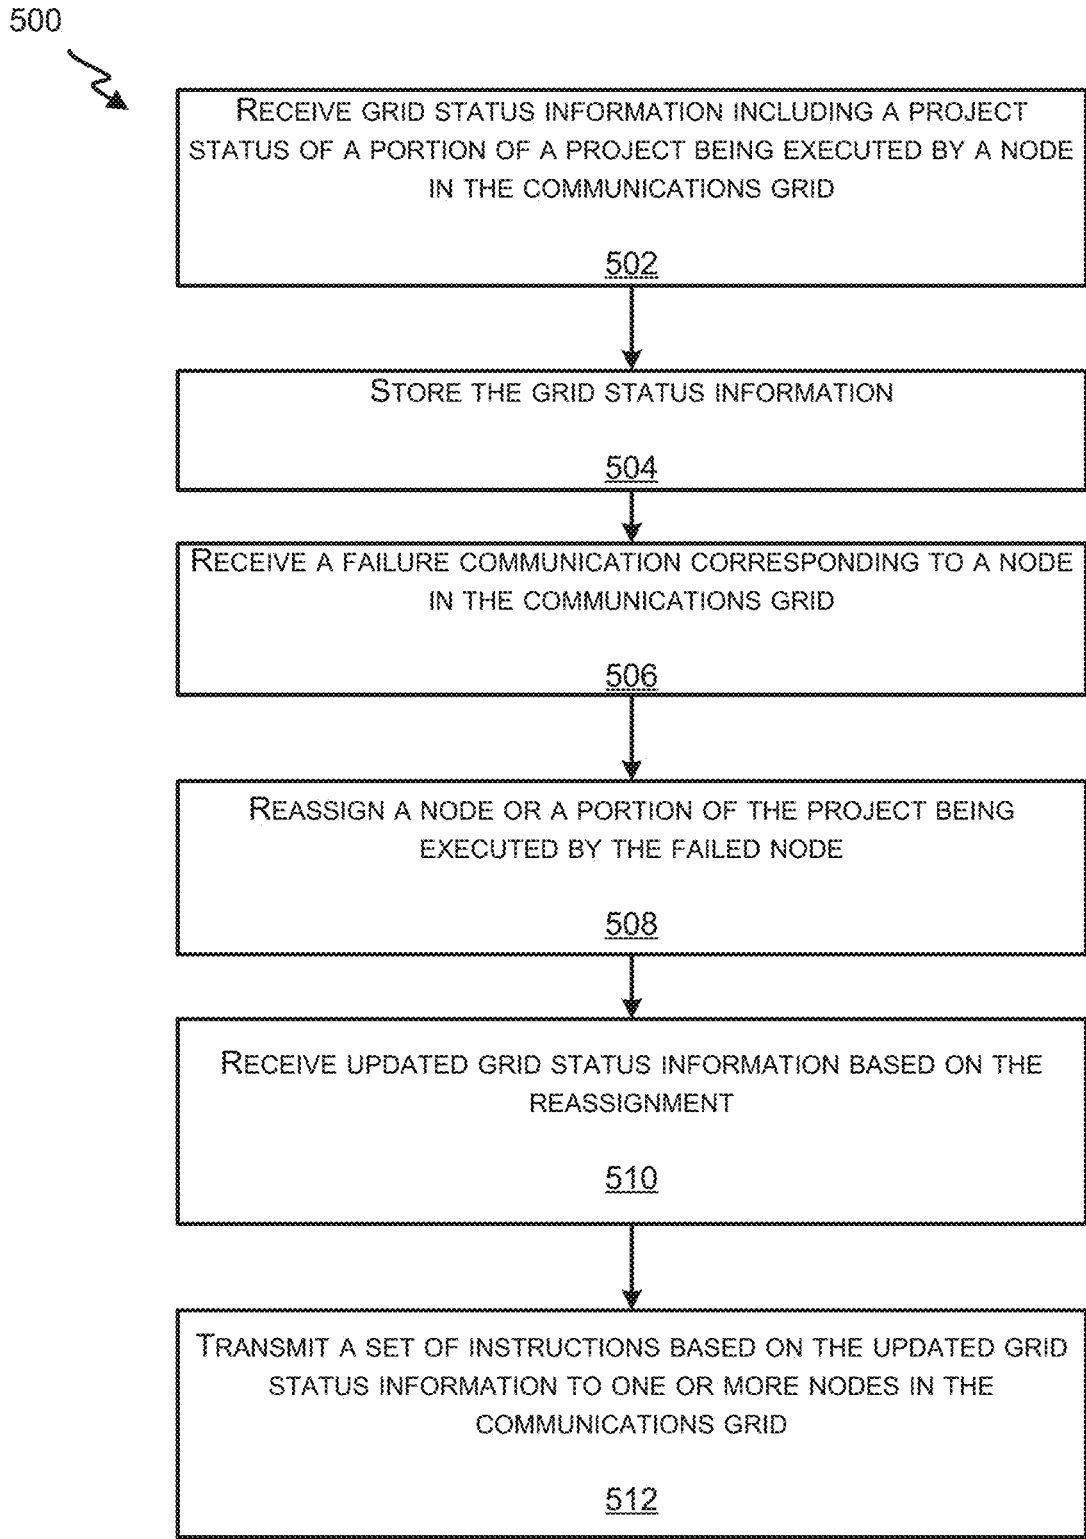 500
RECEIVE GRID STATUS INFORMATION INCLUDING A PROJECT
STATUS OF A PORTION OF A PROJECT BEING EXECUTED BY A NODE
IN THE COMMUNICATIONS GRID
502
STORE THE GRID STATUS INFORMATION
504
RECEIVE A FAILURE COMMUNICATION CORRESPONDING TO A NODE
IN THE COMMUNICATIONS GRID
506
REASSIGN A NODE OR A PORTION OF THE PROJECT BEING
EXECUTED BY THE FAILED NODE
508
RECEIVE UPDATED GRID STATUS INFORMATION BASED ON THE
REASSIGNMENT
510
TRANSMIT A SET OF INSTRUCTIONS BASED ON THE UPDATED GRID
STATUS INFORMATION TO ONE OR MORE NODES IN THE
COMMUNICATIONS GRID
512